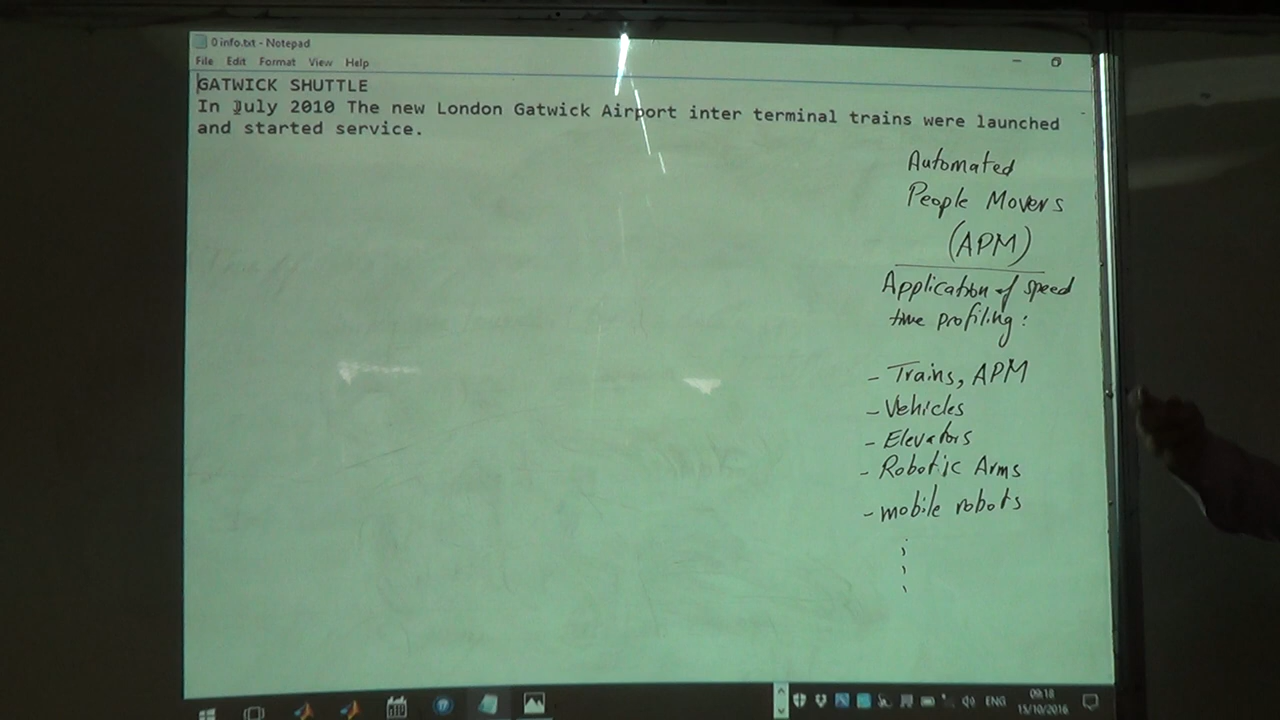 0 info.txt - Notepad
File Edit Format View Help
GATWICK SHUTTLE
In July 2010 The new London Gatwick Airport inter terminal trains were launched
and started service.
Automated
People Movers
(APM)
Application of speed
time profiling:
- Trains, APM
- Vehicles
- Elevators
- Robotic Arms
- mobile robots
ENG
09:18
15/10/2016